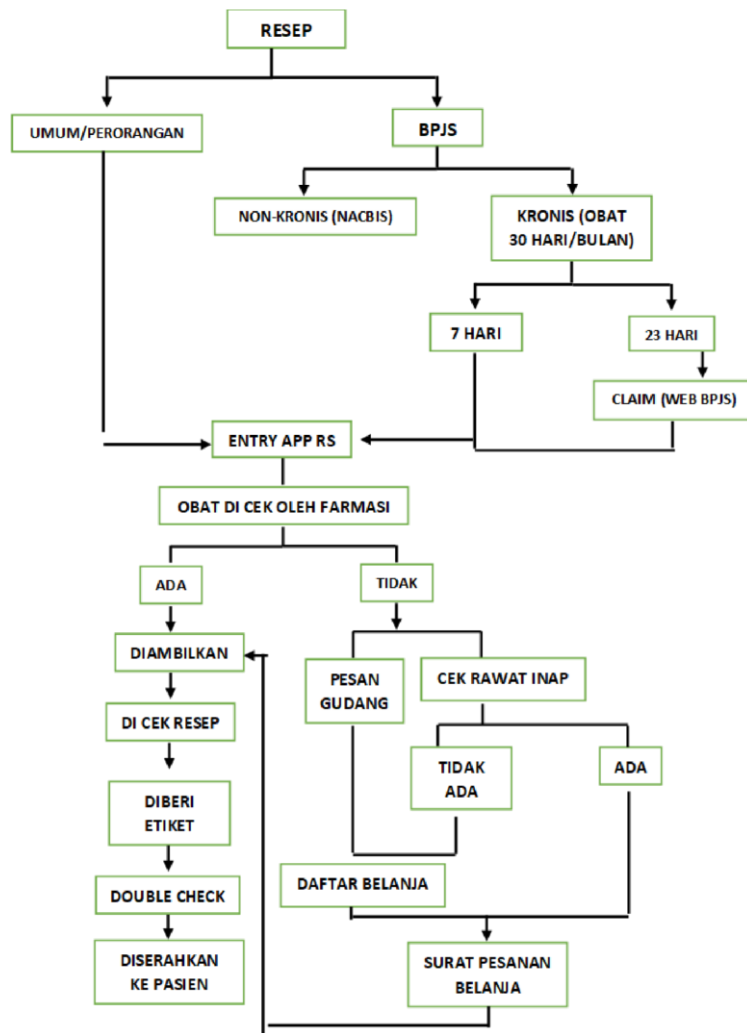 RESEP
UMUM/PERORANGAN
BPJS
NON-KRONIS (NACBIS)
KRONIS (OBAT
30 HARI/BULAN)
7 HARI
23 HARI
CLAIM (WEB BPJS)
ENTRY APP RS
OBAT DI CEK OLEH FARMASI
ADA
TIDAK
DIAMBILKAN
PESAN
GUDANG
CEK RAWAT INAP
DI CEK RESEP
TIDAK
ADA
ADA
DIBERI
ETIKET
DAFTAR BELANJA
DOUBLE CHECK
DISERAHKAN
KE PASIEN
SURAT PESANAN
BELANJA